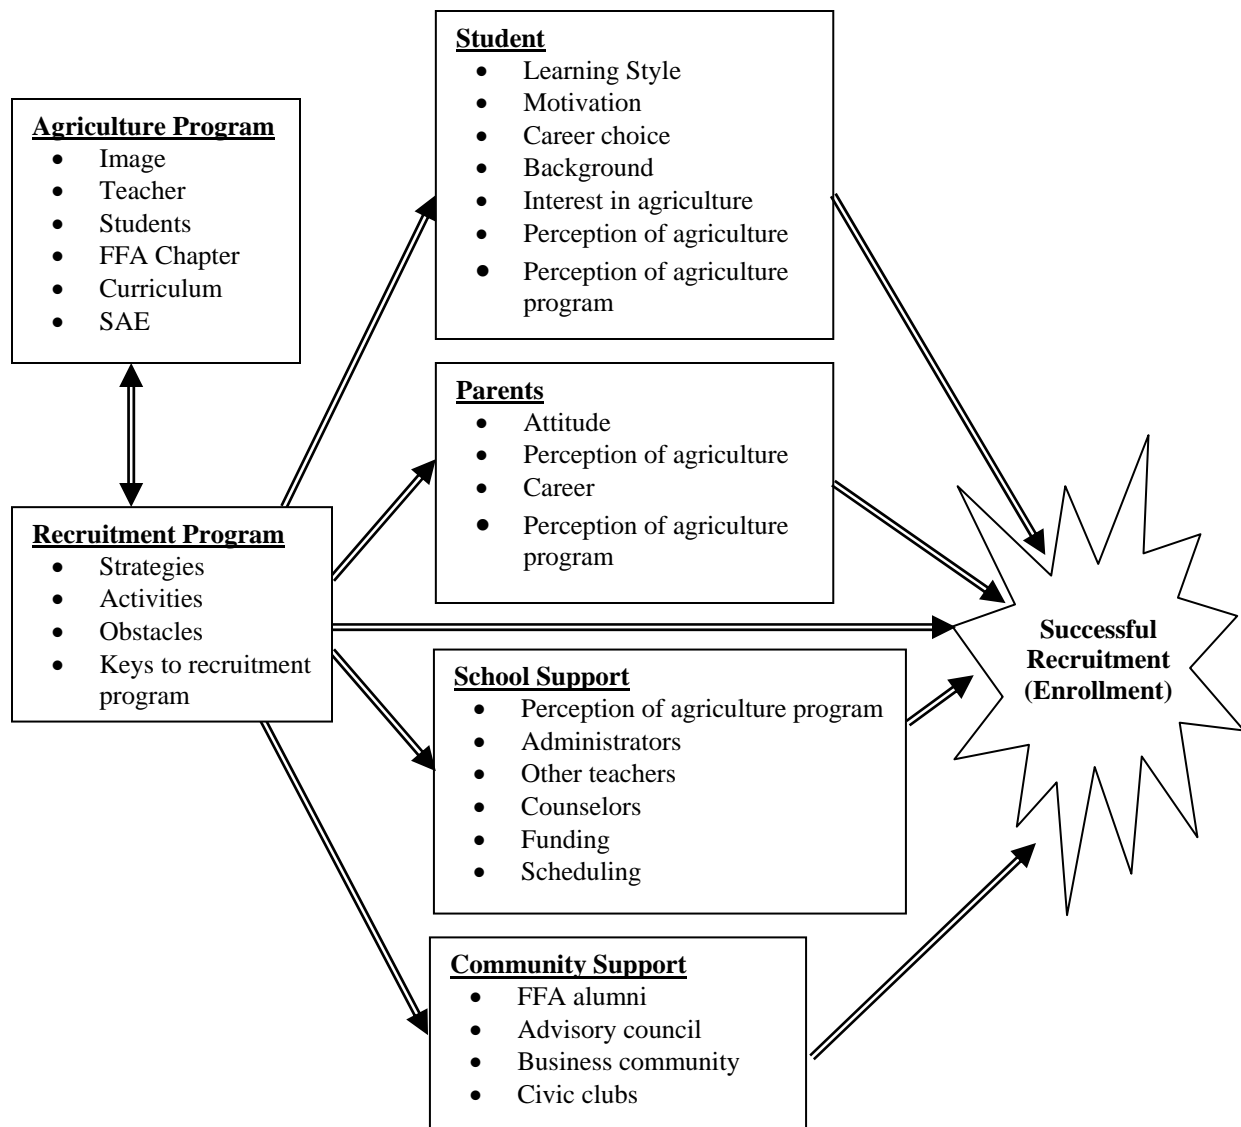 Agriculture Program
• Image
• Teacher
• Students
• FFA Chapter
• Curriculum
• SAE
Recruitment Program
• Strategies
• Activities
• Obstacles
• Keys to recruitment
program
Student
• Learning Style
• Motivation
• Career choice
• Background
• Interest in agriculture
• Perception of agriculture
• Perception of agriculture
program
Parents
• Attitude
• Perception of agriculture
• Career
• Perception of agriculture
program
School Support
• Perception of agriculture program
• Administrators
• Other teachers
• Counselors
• Funding
• Scheduling
Community Support
• FFA alumni
• Advisory council
• Business community
• Civic clubs
Successful
Recruitment
(Enrollment)